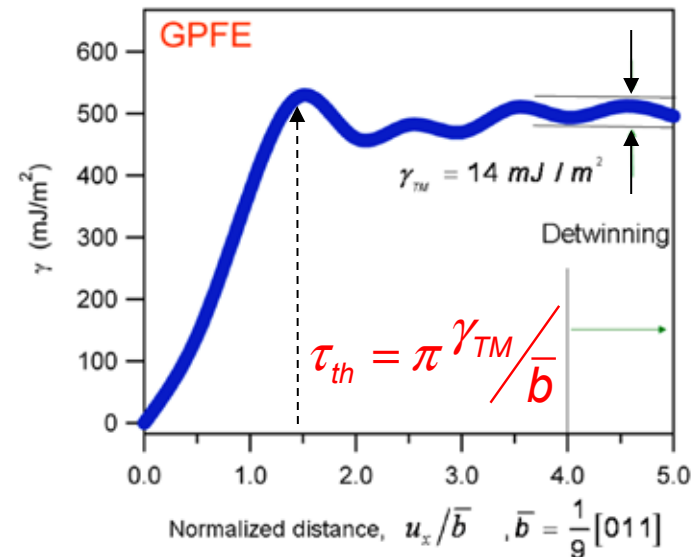 GPFE
600
500
400
300
200
100
0
γ (mJ/m²)
γ_TM = 14 mJ / m²
Detwinning
τ_th = π γ_TM / b̄
0.0 1.0 2.0 3.0 4.0 5.0
Normalized distance, u_x/b̄ , b̄ = 1/9 [011]